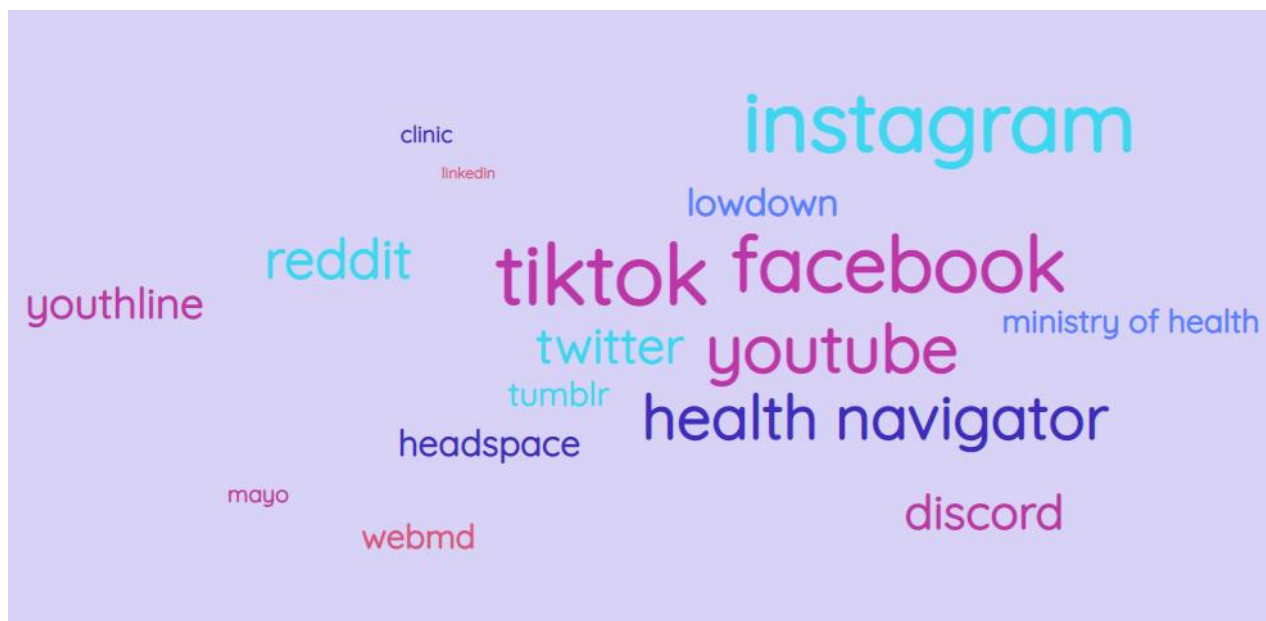 instagram
clinic
linkedin
lowdown
reddit
tiktok
facebook
youthline
ministry of health
twitter
youtube
tumblr
health navigator
headspace
mayo
discord
webmd